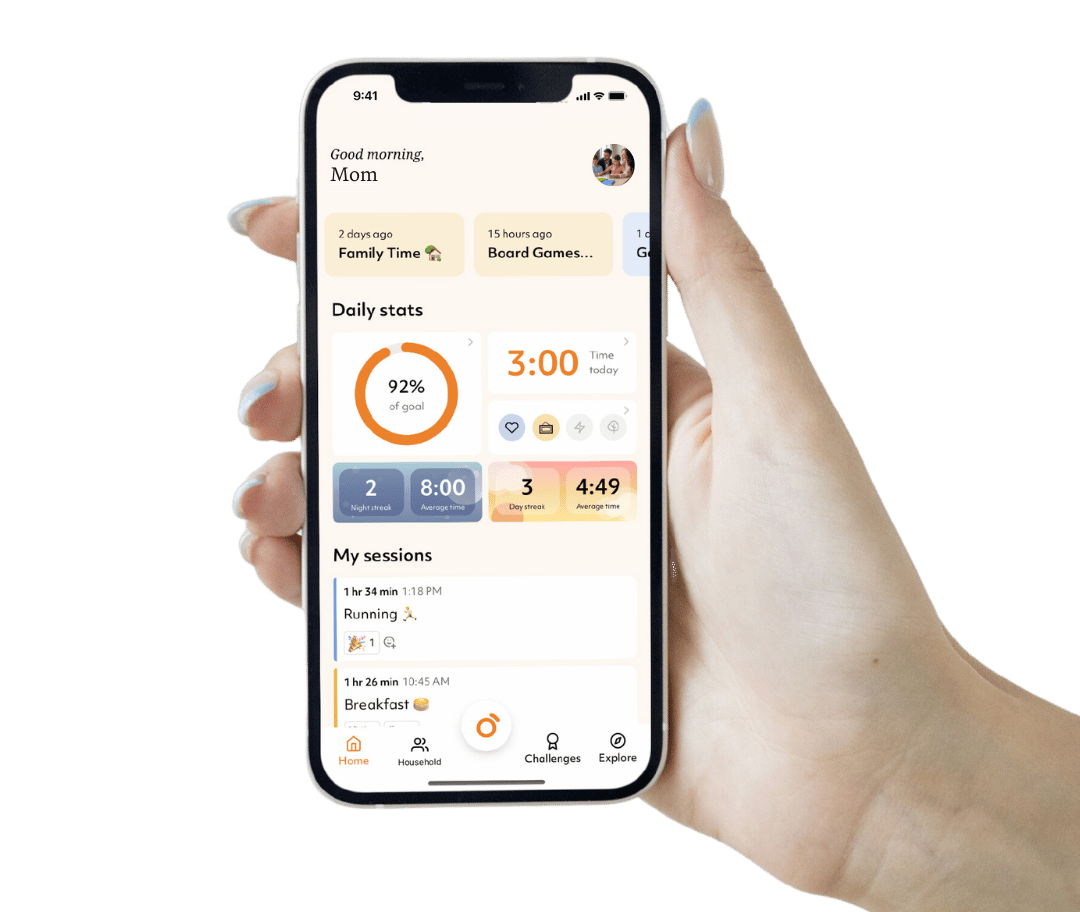 9:41
Good morning,
Mom
2 days ago
Family Time
15 hours ago
Board Games...
Daily stats
92%
of goal
3:00
Time
today
2
Night streak
8:00
Average time
3
Day streak
4:49
Average time
My sessions
1 hr 34 min 1:18 PM
Running
1
1 hr 26 min 10:45 AM
Breakfast
Home
Household
Challenges
Explore